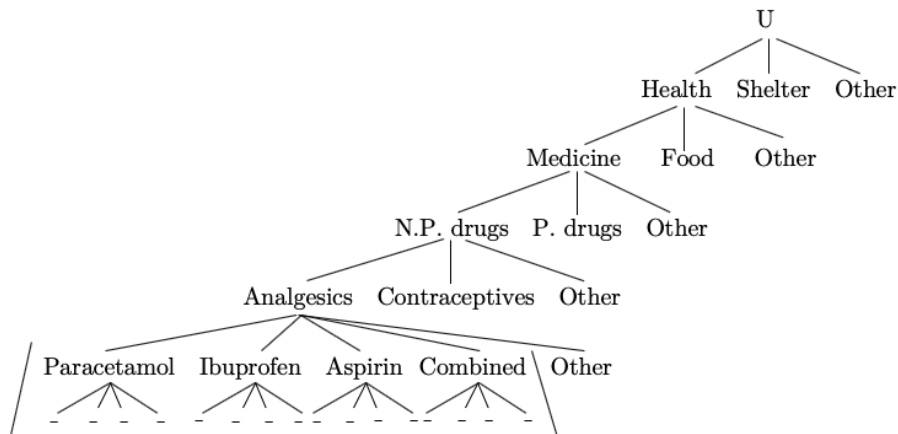 U
Health Shelter Other
Medicine Food Other
N.P. drugs P. drugs Other
Analgesics Contraceptives Other
Paracetamol Ibuprofen Aspirin Combined Other